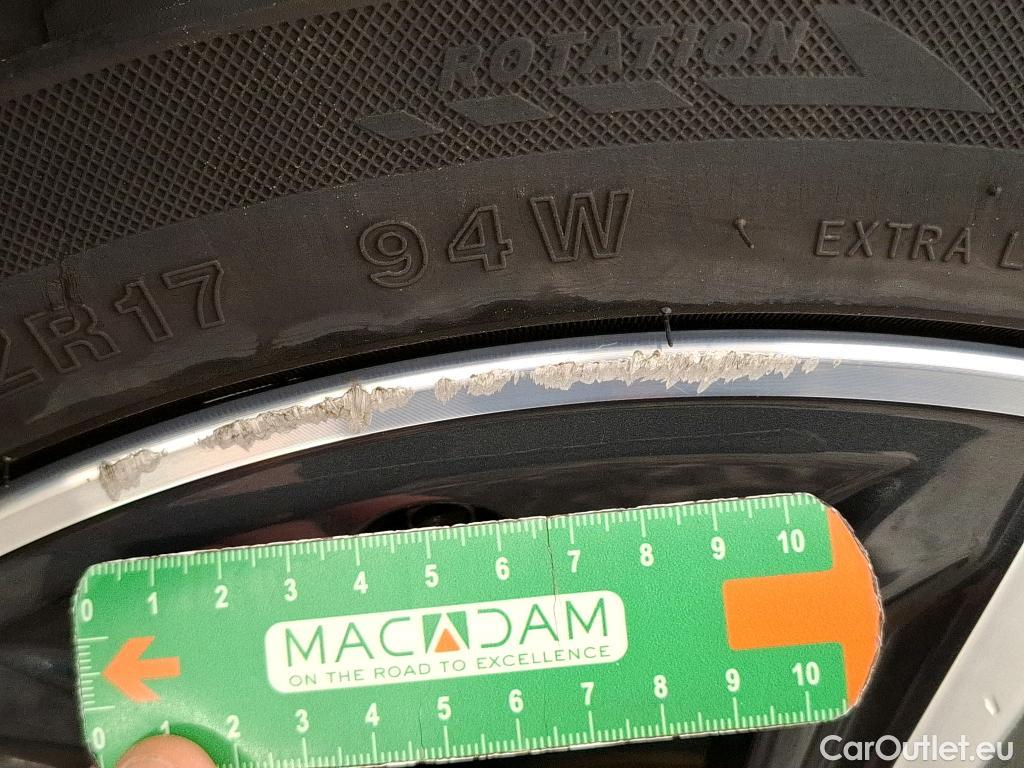 ROTATION
ZR17 94W EXTRA L
0 1 2 3 4 5 6 7 8 9 10
MACADAM
ON THE ROAD TO EXCELLENCE
0 1 2 3 4 5 6 7 8 9 10
CarOutlet.eu